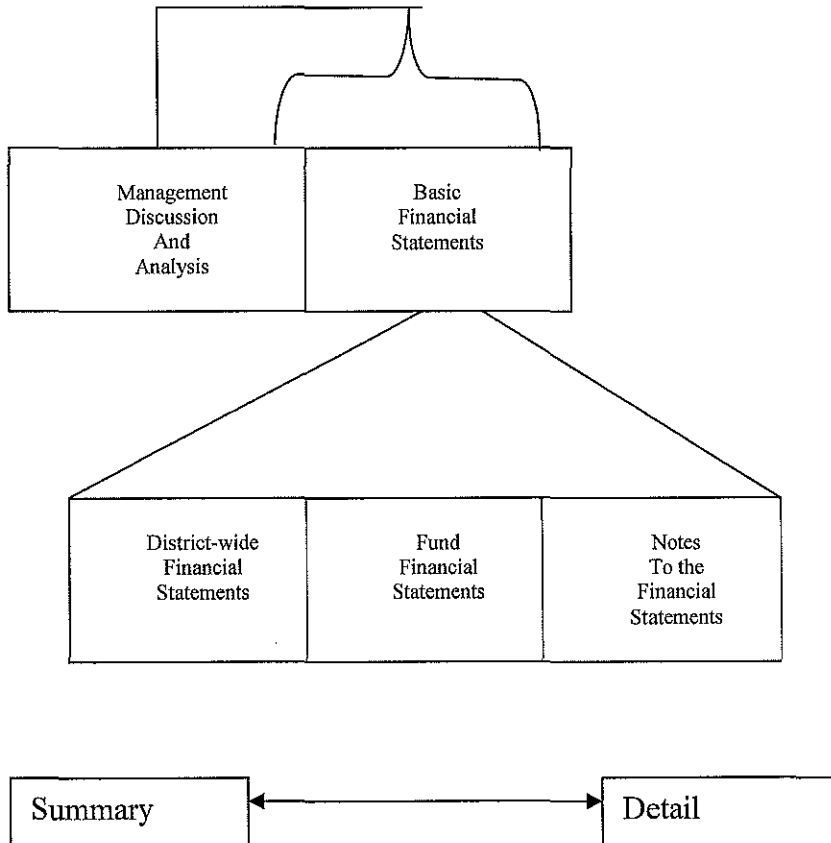 Management
Discussion
And
Analysis
Basic
Financial
Statements
District-wide
Financial
Statements
Fund
Financial
Statements
Notes
To the
Financial
Statements
Summary
Detail